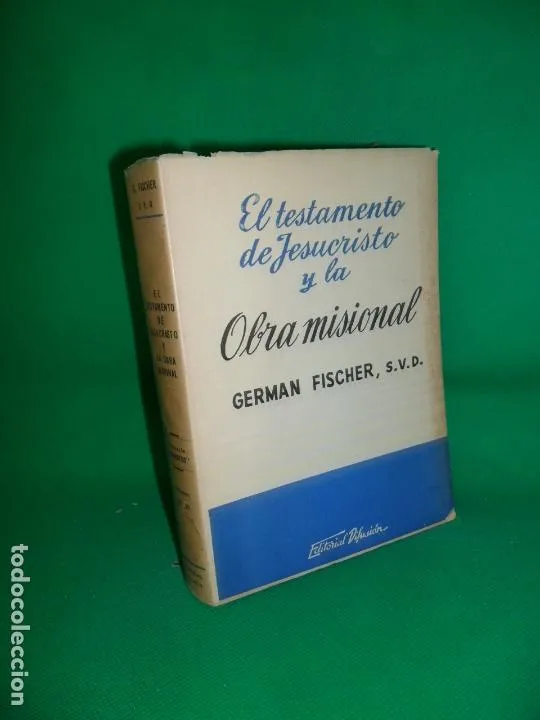 G. FISCHER
S. V. D.
EL
TESTAMENTO
DE
JESUCRISTO
Y
LA OBRA
MISIONAL
El testamento
de Jesucristo
y la
Obra misional
GERMAN FISCHER, S.V.D.
Editorial Difusión
todocoleccion